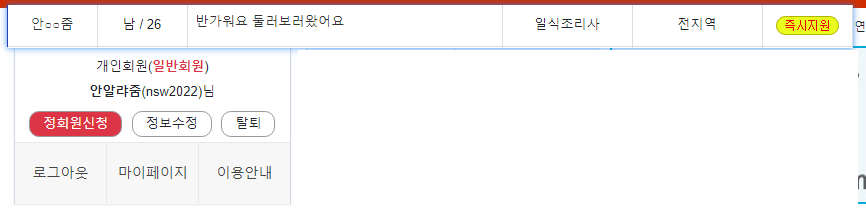 안○○줌 남 / 26 반가워요 둘러보러왔어요 일식조리사 전지역 즉시지원
연
개인회원(일반회원)
안알랴줌(nsw2022)님
정회원신청 정보수정 탈퇴
로그아웃 마이페이지 이용안내